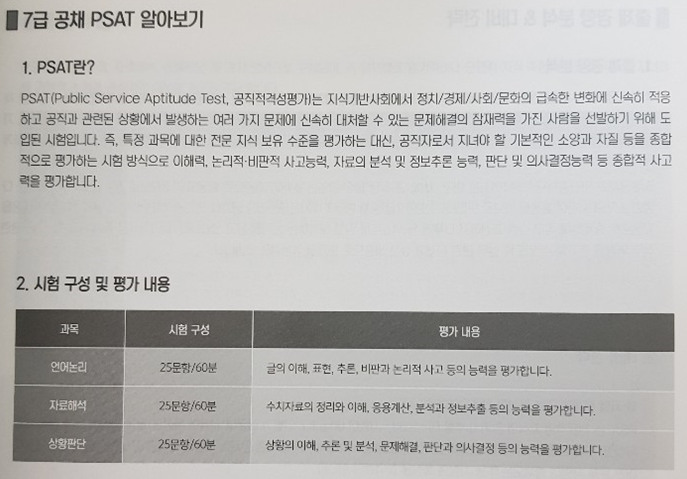 7급 공채 PSAT 알아보기
1. PSAT란?
PSAT(Public Service Aptitude Test, 공직적격성평가)는 지식기반사회에서 정치/경제/사회/문화의 급속한 변화에 신속히 적응
하고 공직과 관련된 상황에서 발생하는 여러 가지 문제에 신속히 대처할 수 있는 문제해결의 잠재력을 가진 사람을 선발하기 위해 도
입된 시험입니다. 즉, 특정 과목에 대한 전문 지식 보유 수준을 평가하는 대신, 공직자로서 지녀야 할 기본적인 소양과 자질 등을 종합
적으로 평가하는 시험 방식으로 이해력, 논리적·비판적 사고능력, 자료의 분석 및 정보추론 능력, 판단 및 의사결정능력 등 종합적 사고
력을 평가합니다.
2. 시험 구성 및 평가 내용
과목 시험 구성 평가 내용
언어논리 25문항/60분 글의 이해, 표현, 추론, 비판과 논리적 사고 등의 능력을 평가합니다.
자료해석 25문항/60분 수치자료의 정리와 이해, 응용계산, 분석과 정보추출 등의 능력을 평가합니다.
상황판단 25문항/60분 상황의 이해, 추론 및 분석, 문제해결, 판단과 의사결정 등의 능력을 평가합니다.